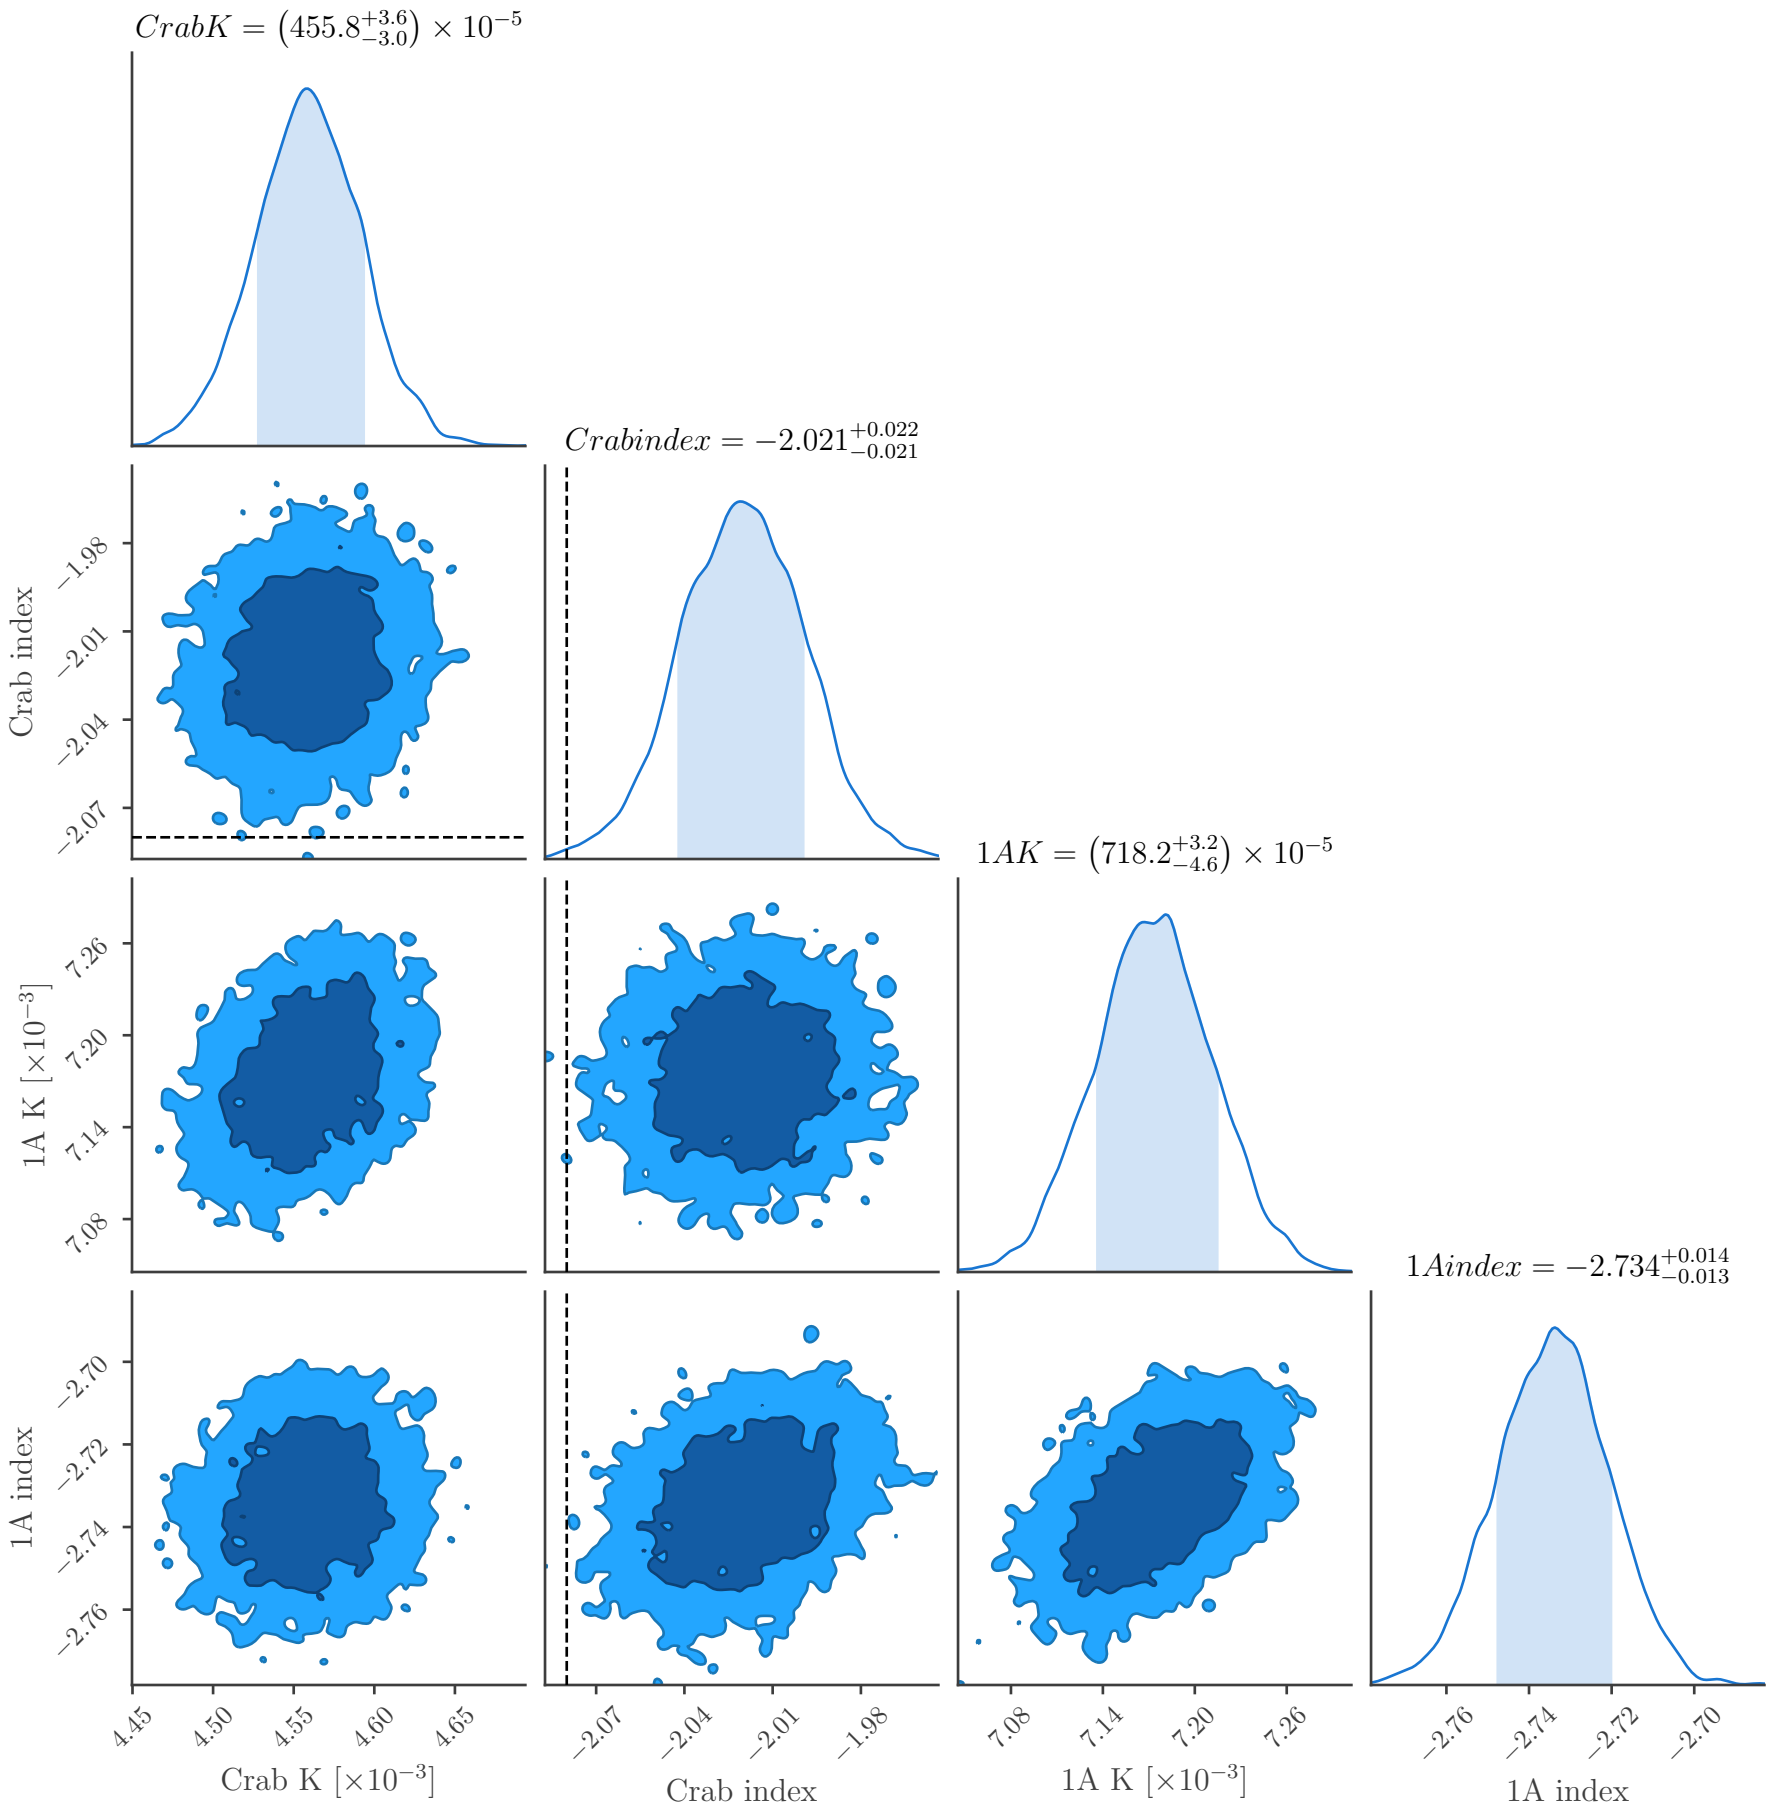 CrabK = (455.8^{+3.6}_{-3.0}) × 10^{-5}
Crabindex = −2.021^{+0.022}_{-0.021}
−1.98
−2.01
−2.04
−2.07
Crab index
1AK = (718.2^{+3.2}_{-4.6}) × 10^{-5}
7.26
7.20
7.14
7.08
1A K [×10^{-3}]
1Aindex = −2.734^{+0.014}_{-0.013}
−2.70
−2.72
−2.74
−2.76
1A index
4.45 4.50 4.55 4.60 4.65
−2.07 −2.04 −2.01 −1.98
7.08 7.14 7.20 7.26
−2.76 −2.74 −2.72 −2.70
Crab K [×10^{-3}]
Crab index
1A K [×10^{-3}]
1A index